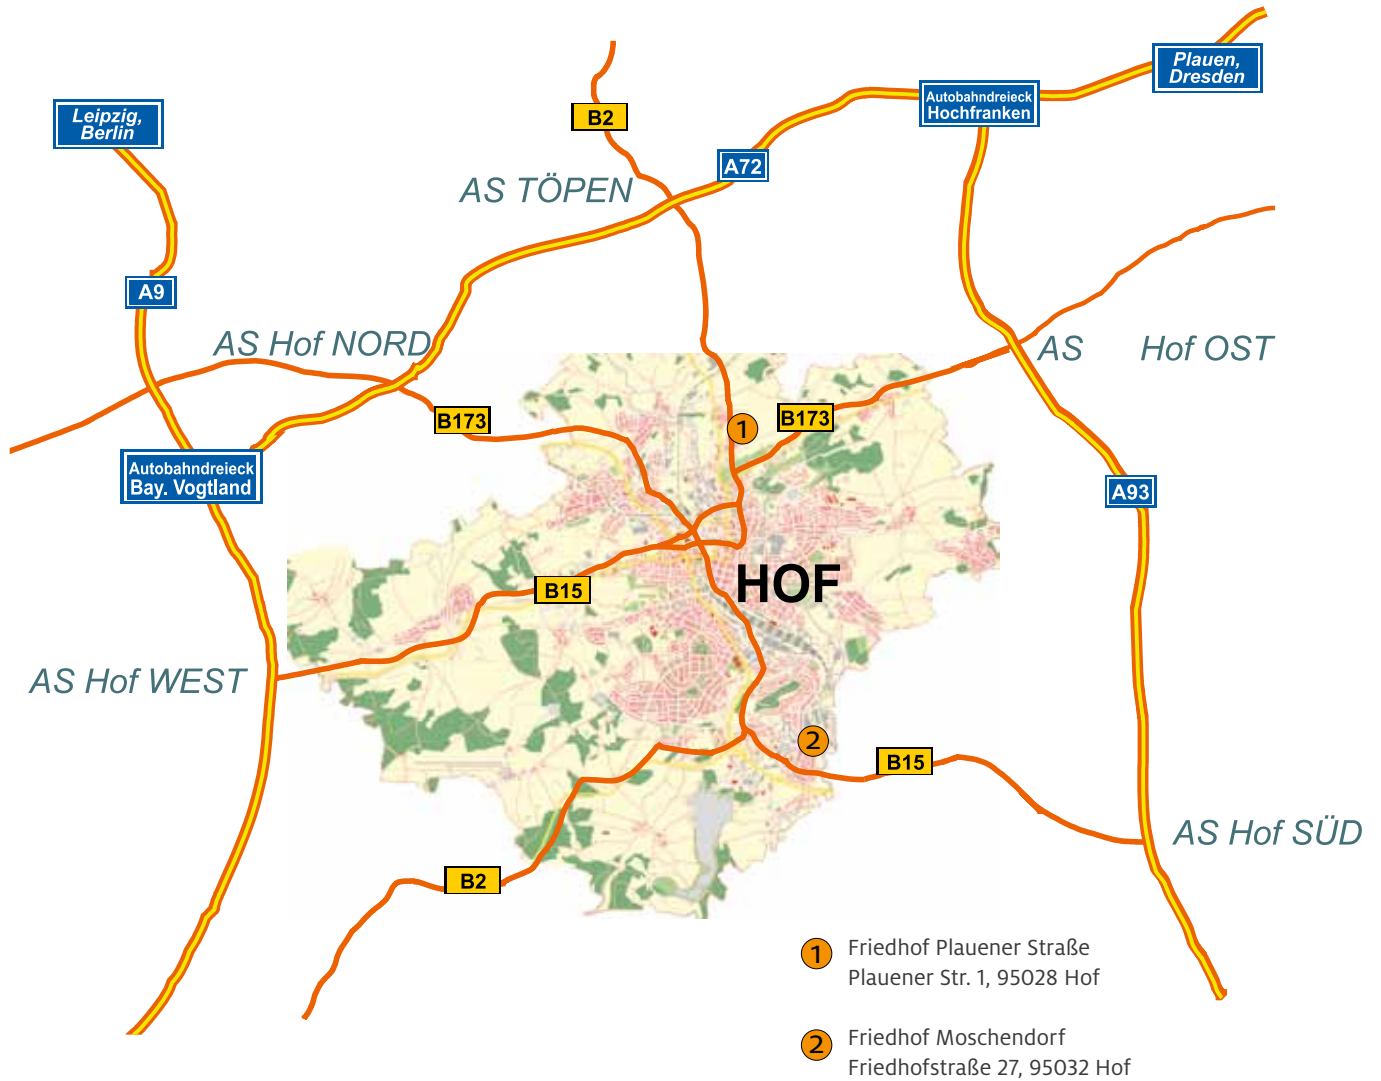 Plauen,
Dresden
Autobahndreieck
Hochfranken
Leipzig,
Berlin
B2
A72
AS TÖPEN
A9
AS Hof NORD
AS Hof OST
B173
B173
1
Autobahndreieck
Bay. Vogtland
A93
HOF
B15
AS Hof WEST
2
B15
AS Hof SÜD
B2
1 Friedhof Plauener Straße
Plauener Str. 1, 95028 Hof
2 Friedhof Moschendorf
Friedhofstraße 27, 95032 Hof